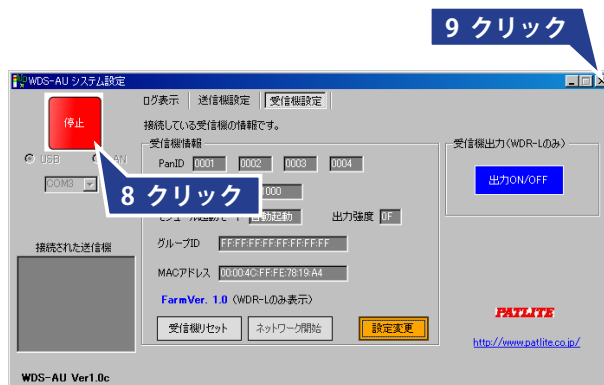 9 クリック
WDS-AU システム設定
停止
ログ表示 送信機設定 受信機設定
接続している受信機の情報です。
受信機情報
受信機出力(WDR-Lのみ)
USB
AN
PanID 0001 0002 0003 0004
出力ON/OFF
COM3
8 クリック
000
自動起動 出力強度 0F
接続された送信機
グループID FF:FF:FF:FF:FF:FF:FF:FF
MACアドレス 00:00:4C:FF:FE:78:19:A4
FarmVer. 1.0 (WDR-Lのみ表示)
PATLITE
受信機リセット ネットワーク開始 設定変更
http://www.patlite.co.jp/
WDS-AU Ver1.0c